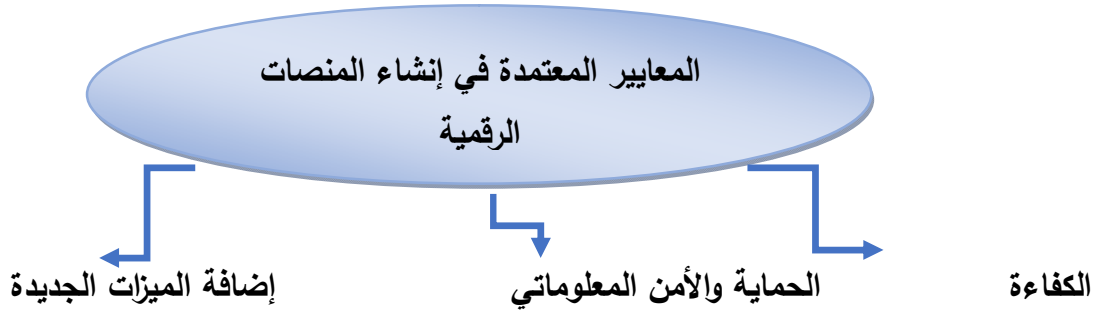 المعايير المعتمدة في إنشاء المنصات
الرقمية
الكفاءة
الحماية والأمن المعلوماتي
إضافة الميزات الجديدة